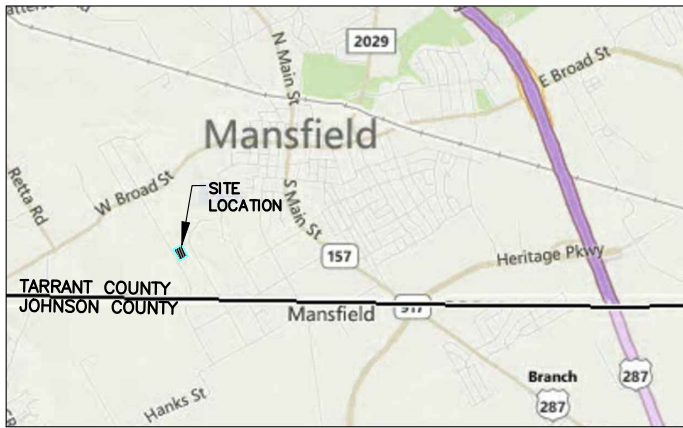 N Main St
2029
E Broad St
Mansfield
Retta Rd
W Broad St
SITE
LOCATION
S Main St
157
Heritage Pkwy
TARRANT COUNTY
JOHNSON COUNTY
Mansfield
917
Branch
287
287
Hanks St